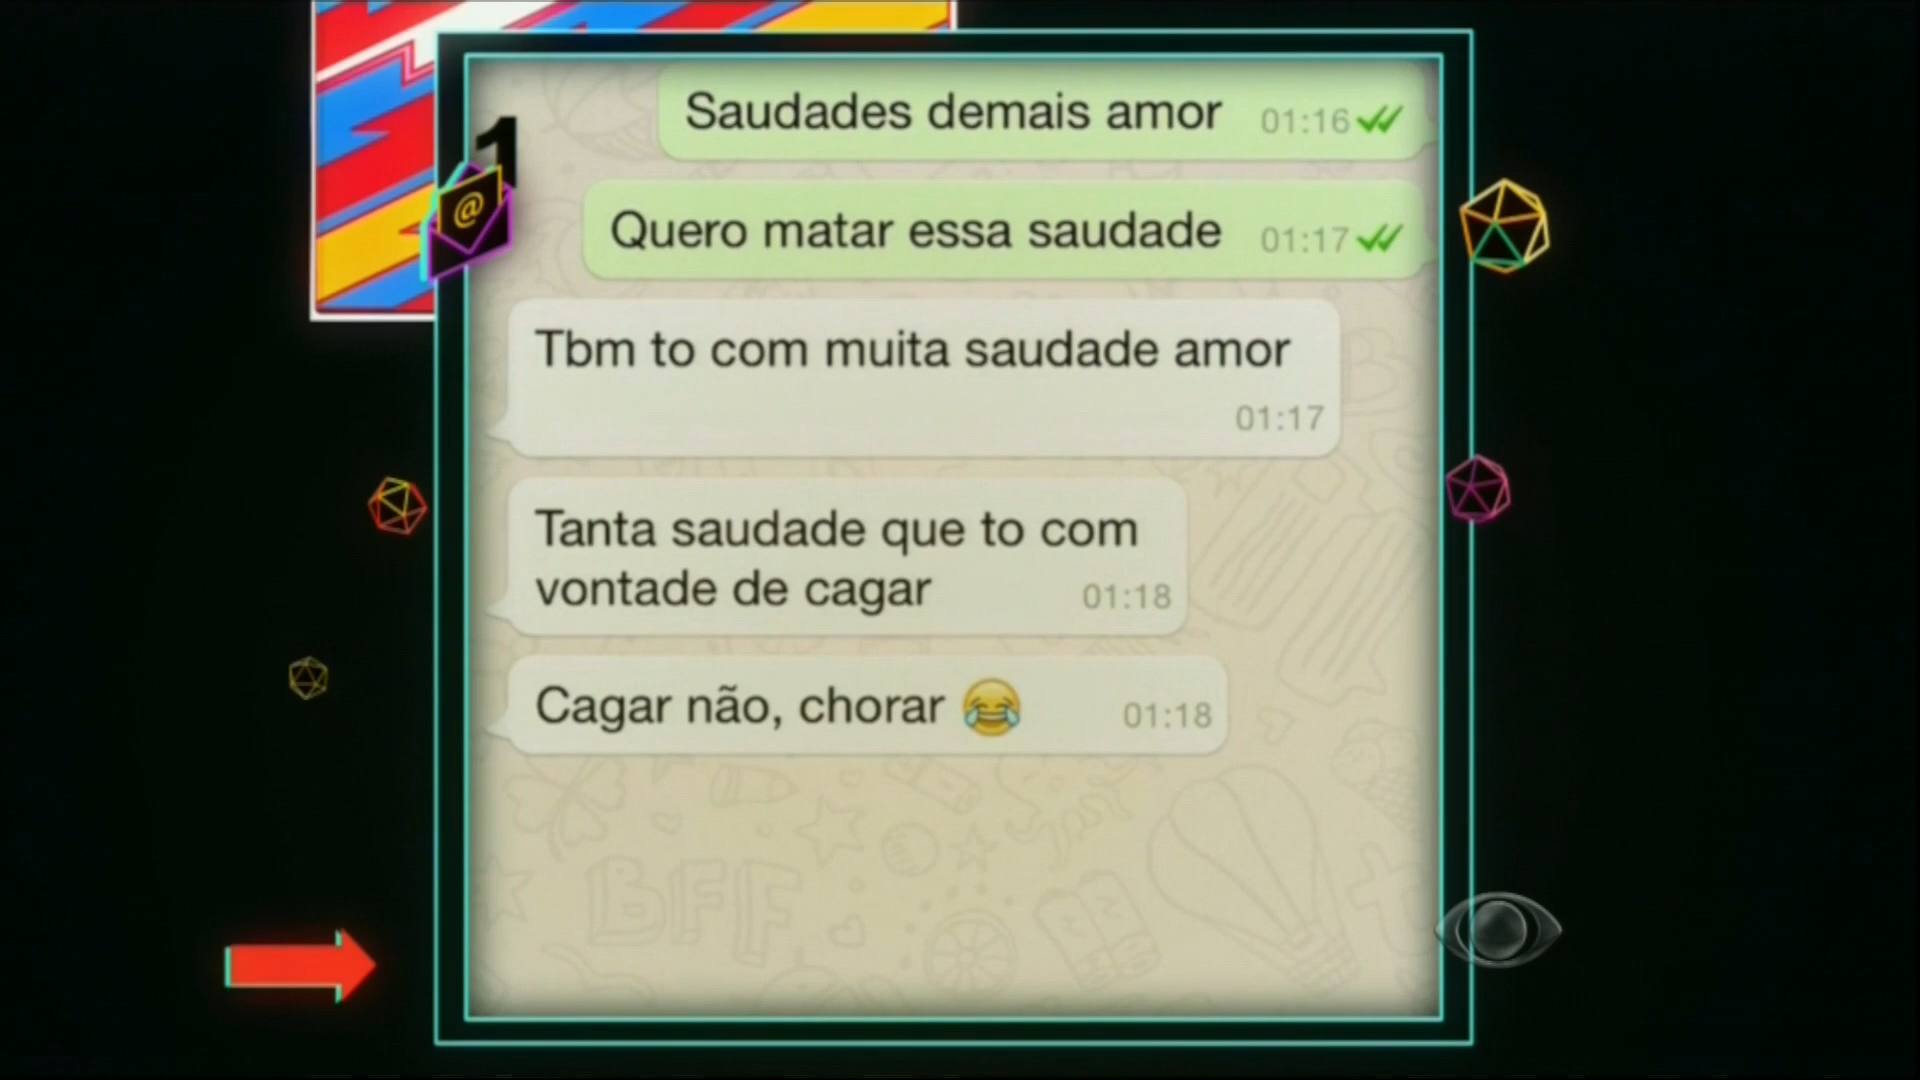 1
@
Saudades demais amor 01:16
Quero matar essa saudade 01:17
Tbm to com muita saudade amor
01:17
Tanta saudade que to com
vontade de cagar 01:18
Cagar não, chorar 😂 01:18
BFF